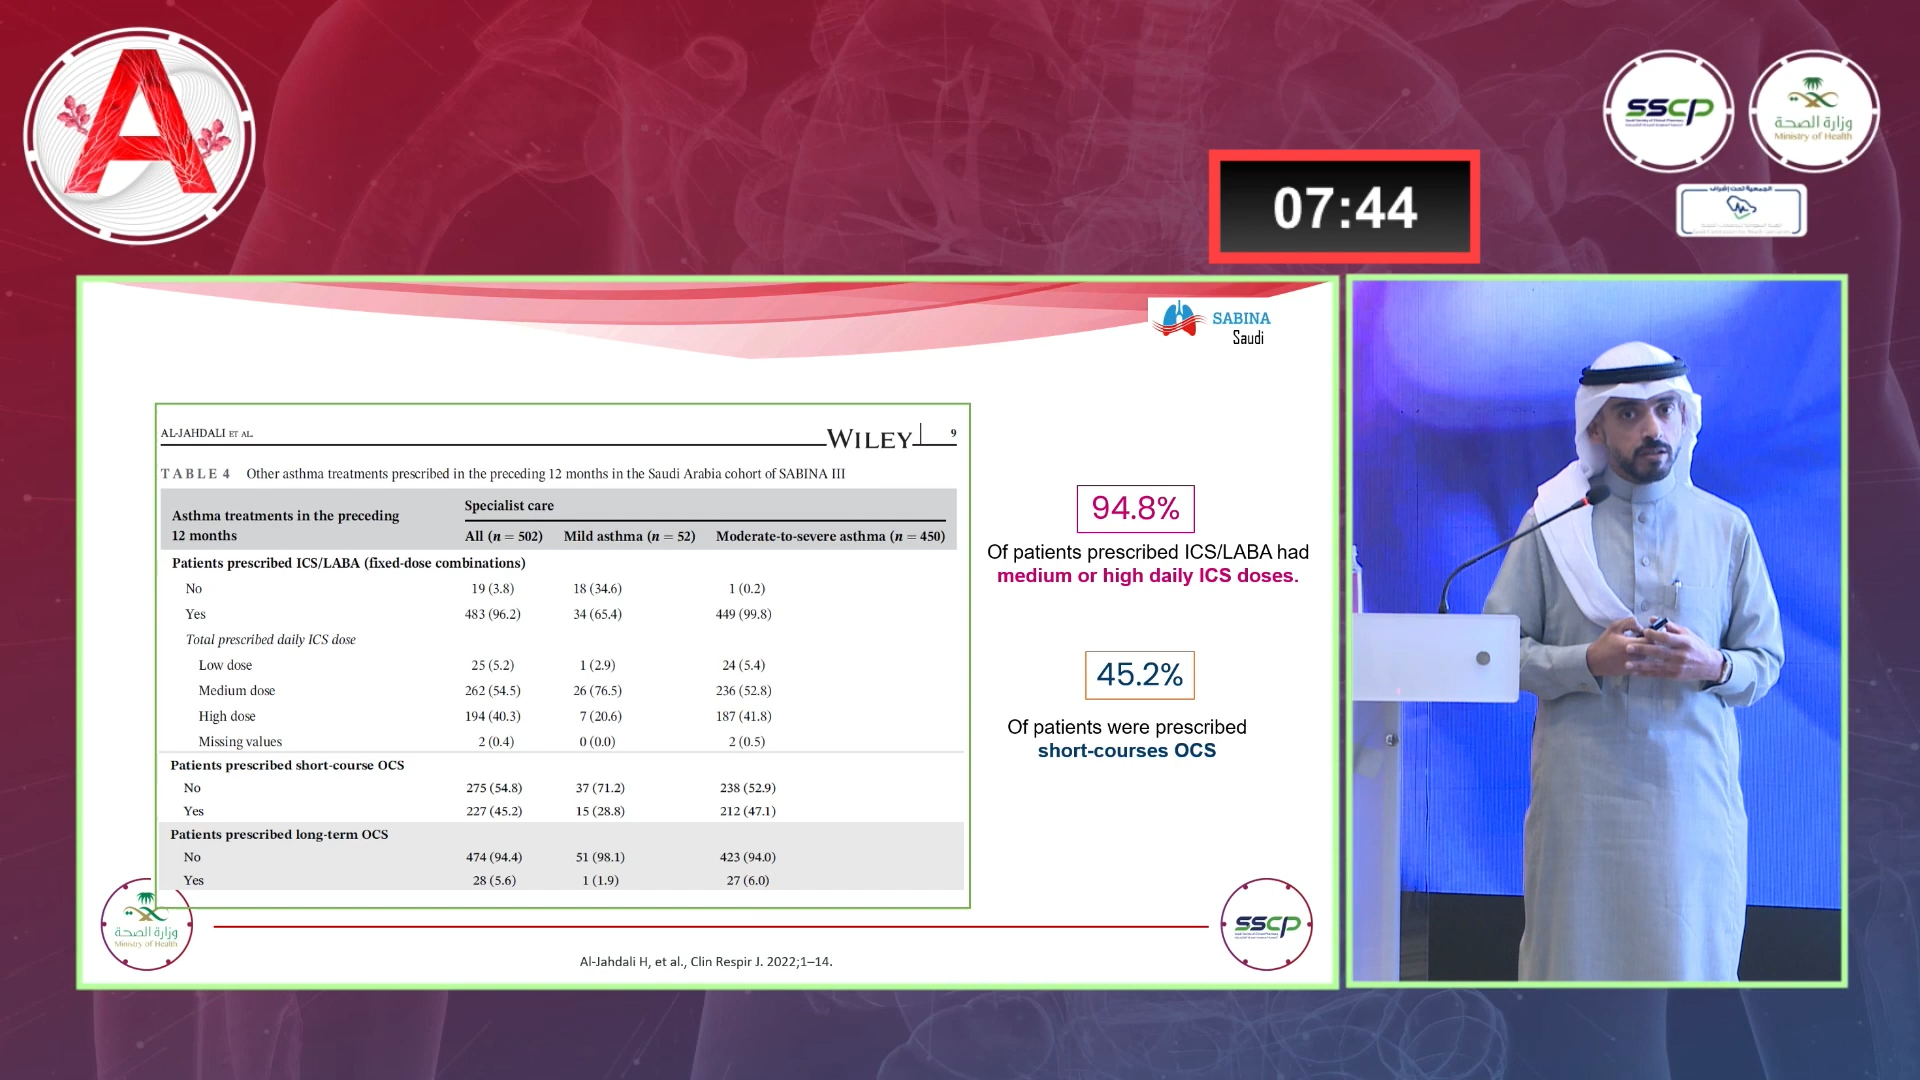 A
sscp
وزارة الصحة
Ministry of Health
الجمعية تحت إشراف
07:44
SABINA
Saudi
AL-JAHDALI ET AL.
WILEY
9
TABLE 4 Other asthma treatments prescribed in the preceding 12 months in the Saudi Arabia cohort of SABINA III
Asthma treatments in the preceding
12 months
Specialist care
All (n = 502) Mild asthma (n = 52) Moderate-to-severe asthma (n = 450)
Patients prescribed ICS/LABA (fixed-dose combinations)
No 19 (3.8) 18 (34.6) 1 (0.2)
Yes 483 (96.2) 34 (65.4) 449 (99.8)
Total prescribed daily ICS dose
Low dose 25 (5.2) 1 (2.9) 24 (5.4)
Medium dose 262 (54.5) 26 (76.5) 236 (52.8)
High dose 194 (40.3) 7 (20.6) 187 (41.8)
Missing values 2 (0.4) 0 (0.0) 2 (0.5)
Patients prescribed short-course OCS
No 275 (54.8) 37 (71.2) 238 (52.9)
Yes 227 (45.2) 15 (28.8) 212 (47.1)
Patients prescribed long-term OCS
No 474 (94.4) 51 (98.1) 423 (94.0)
Yes 28 (5.6) 1 (1.9) 27 (6.0)
94.8%
Of patients prescribed ICS/LABA had
medium or high daily ICS doses.
45.2%
Of patients were prescribed
short-courses OCS
وزارة الصحة
Ministry of Health
sscp
Al-Jahdali H, et al., Clin Respir J. 2022;1–14.